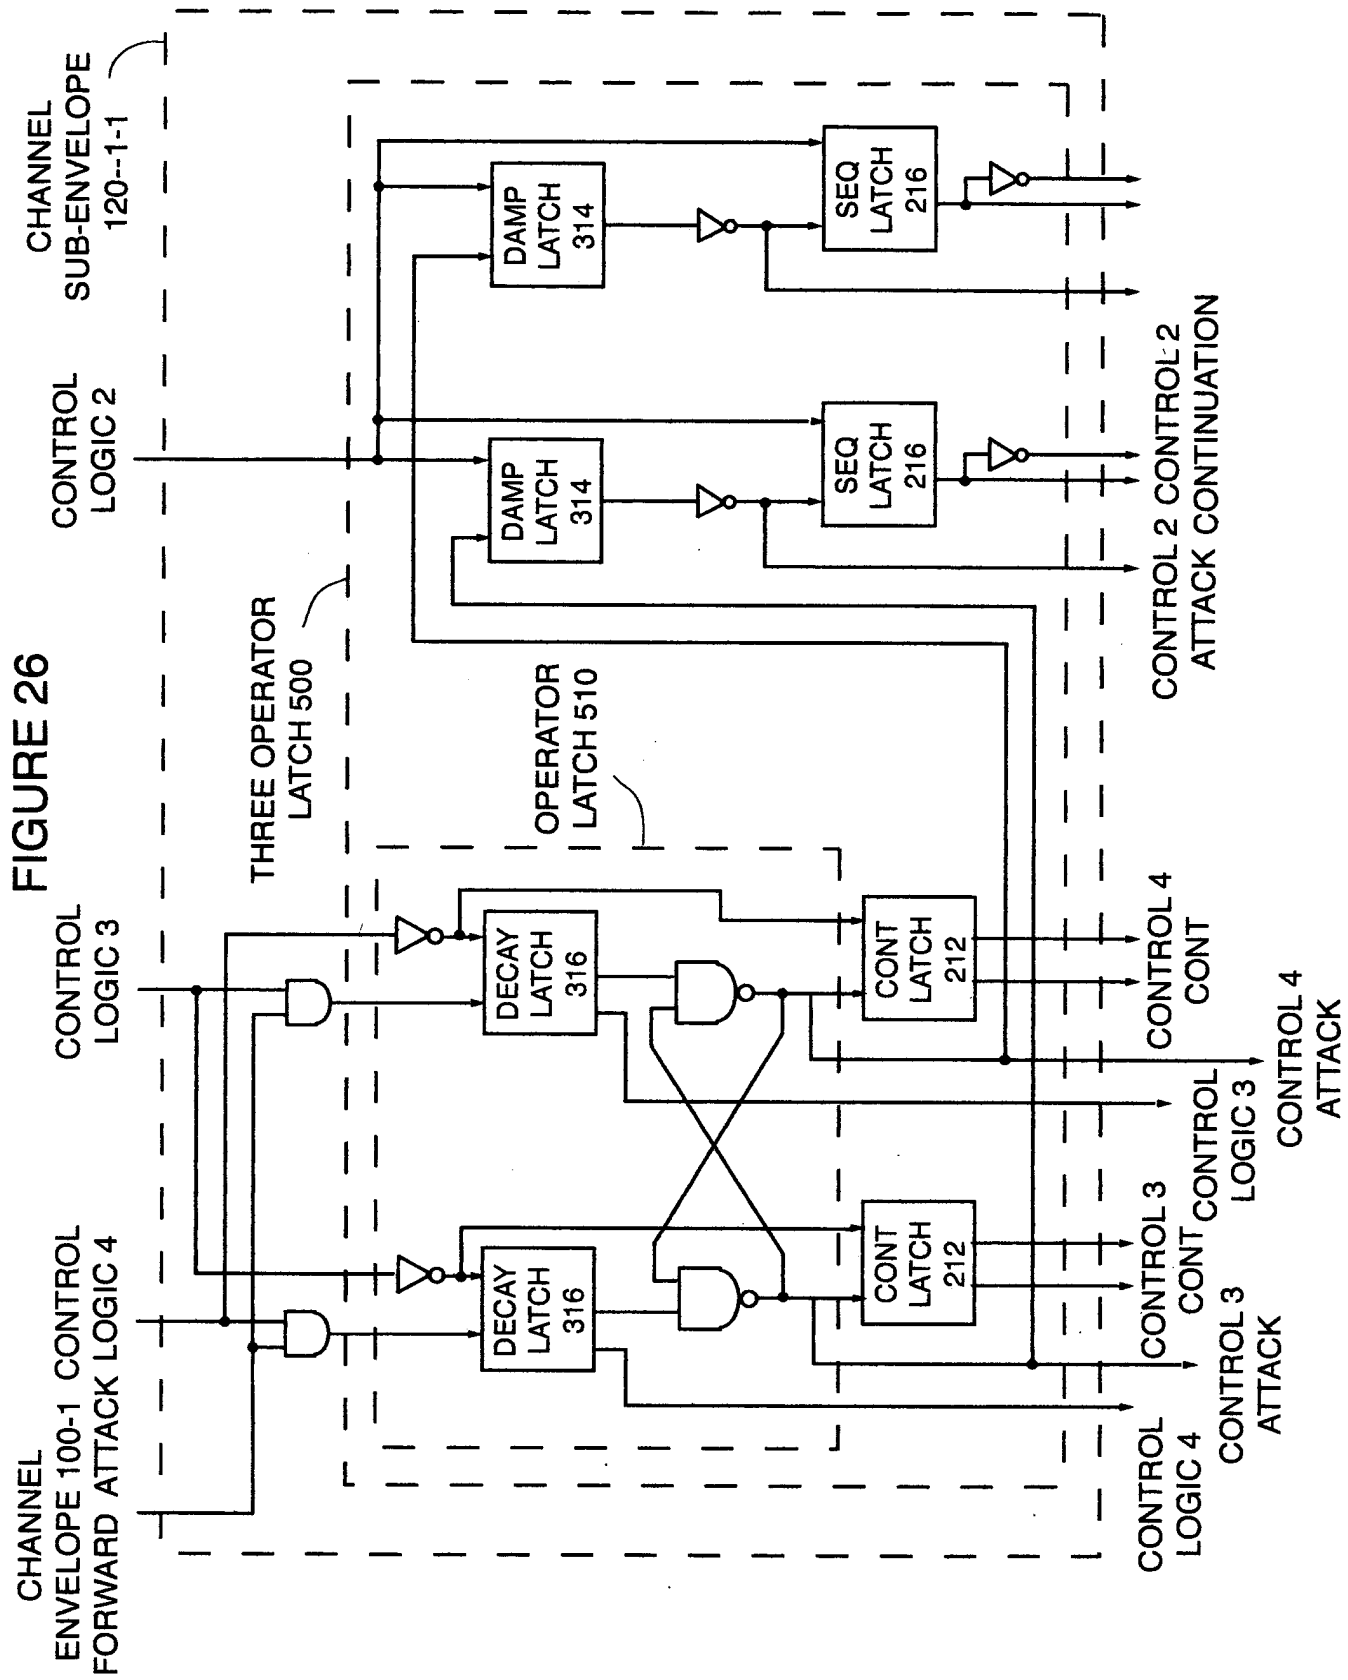 FIGURE 26
CHANNEL
ENVELOPE 100-1 CONTROL
FORWARD ATTACK LOGIC 4
CONTROL
LOGIC 3
CONTROL
LOGIC 2
CHANNEL
SUB-ENVELOPE
120--1-1
THREE OPERATOR
LATCH 500
OPERATOR
LATCH 510
DECAY
LATCH
316
DECAY
LATCH
316
DAMP
LATCH
314
DAMP
LATCH
314
CONT
LATCH
212
CONT
LATCH
212
SEQ
LATCH
216
SEQ
LATCH
216
CONTROL
LOGIC 4
CONTROL 3
ATTACK
CONTROL 3
CONT
CONTROL
LOGIC 3
CONTROL 4
ATTACK
CONTROL 4
CONT
CONTROL 2 CONTROL 2
ATTACK CONTINUATION